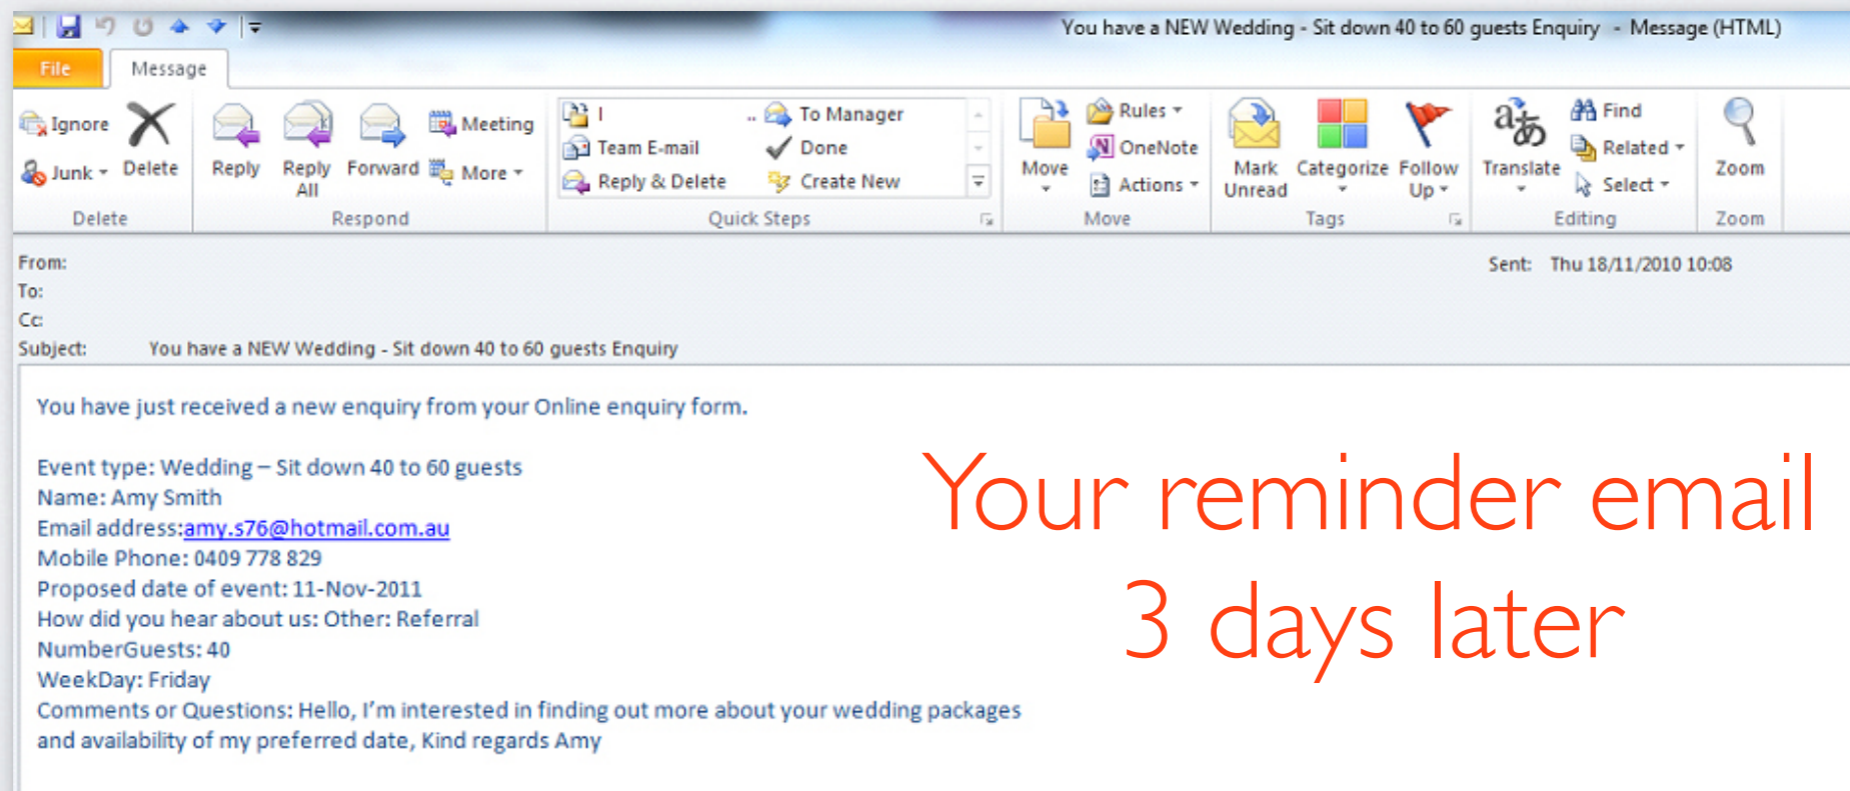 You have a NEW Wedding - Sit down 40 to 60 guests Enquiry - Message (HTML)
File Message
Ignore
Junk
Delete
Delete
Reply
Reply All
Forward
Meeting
More
Respond
I ..
To Manager
Team E-mail
Done
Reply & Delete
Create New
Quick Steps
Move
Rules
OneNote
Actions
Move
Mark Unread
Categorize
Follow Up
Tags
Translate
Find
Related
Select
Editing
Zoom
Zoom
From:
Sent: Thu 18/11/2010 10:08
To:
Cc:
Subject: You have a NEW Wedding - Sit down 40 to 60 guests Enquiry
You have just received a new enquiry from your Online enquiry form.
Event type: Wedding – Sit down 40 to 60 guests
Name: Amy Smith
Email address:amy.s76@hotmail.com.au
Mobile Phone: 0409 778 829
Proposed date of event: 11-Nov-2011
How did you hear about us: Other: Referral
NumberGuests: 40
WeekDay: Friday
Comments or Questions: Hello, I'm interested in finding out more about your wedding packages
and availability of my preferred date, Kind regards Amy
Your reminder email
3 days later